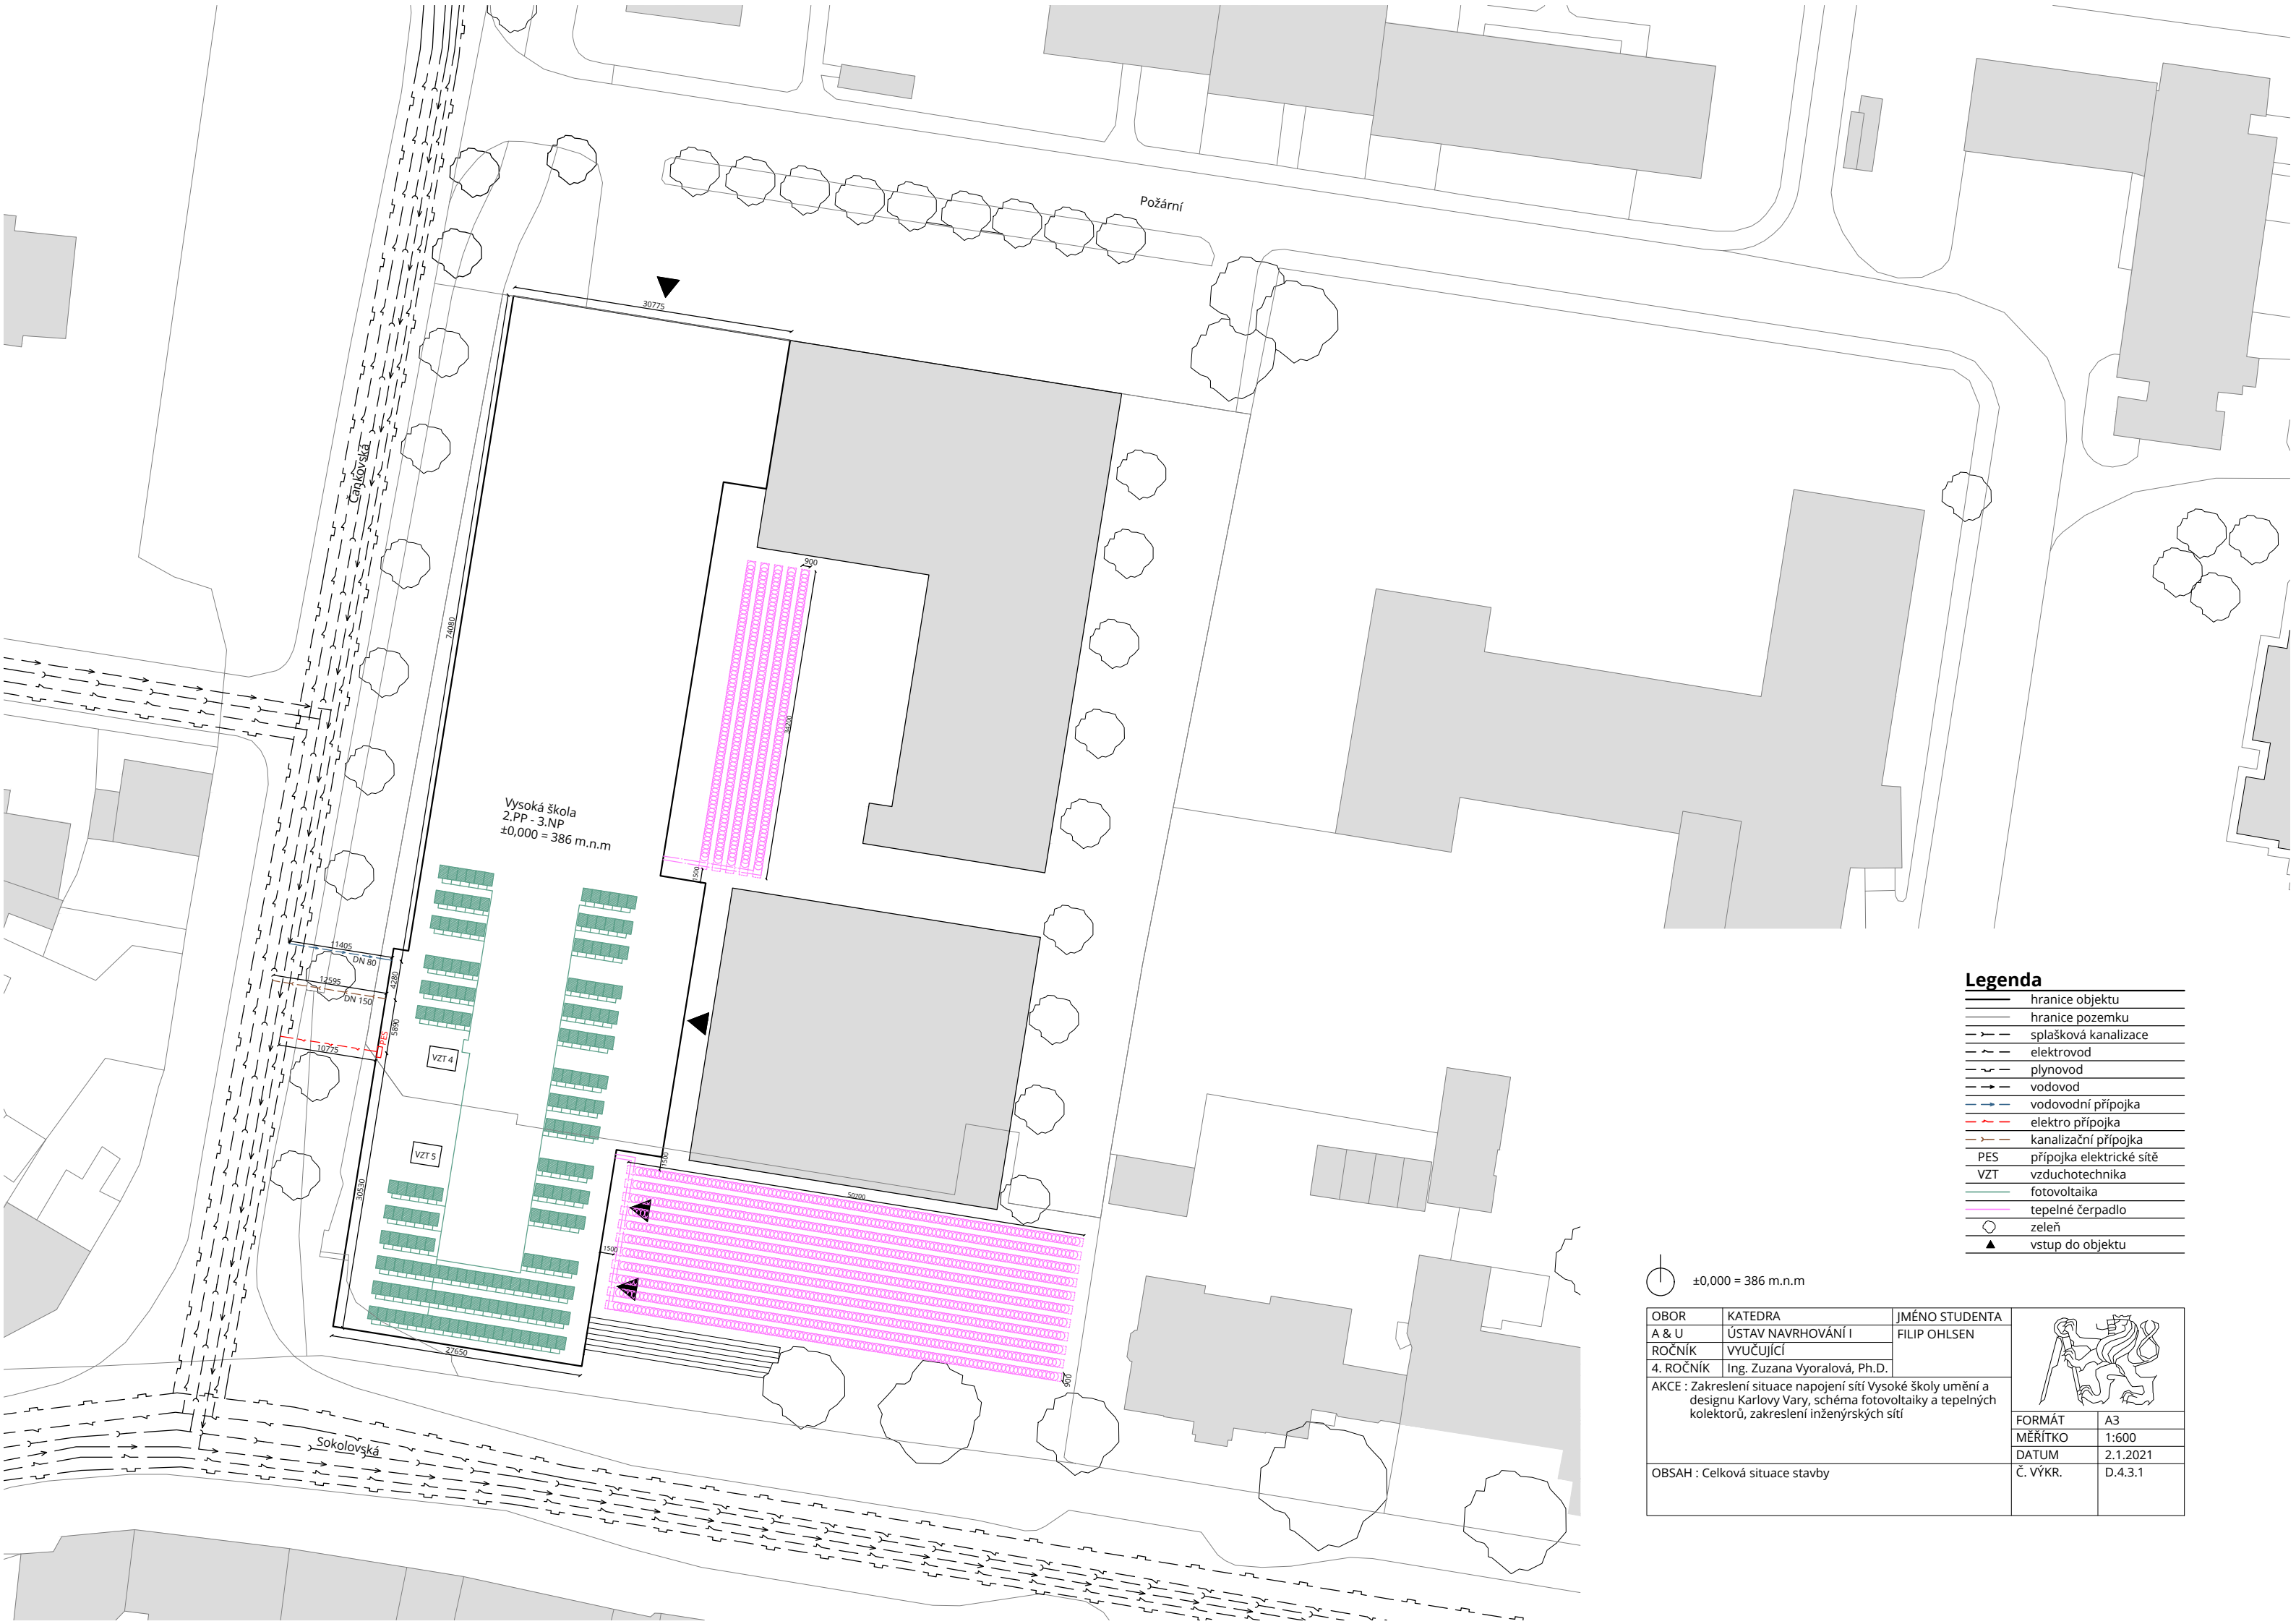 Požární
30775
Čankovská
900
74080
34200
Vysoká škola
2.PP - 3.NP
±0,000 = 386 m.n.m
1500
11405
DN 80
4280
12595
DN 150
5890
PES
10775
VZT 4
VZT 5
1500
30530
50700
1500
27650
900
Sokolovská
Legenda
hranice objektu
hranice pozemku
splašková kanalizace
elektrovod
plynovod
vodovod
vodovodní přípojka
elektro přípojka
kanalizační přípojka
PES přípojka elektrické sítě
VZT vzduchotechnika
fotovoltaika
tepelné čerpadlo
zeleň
vstup do objektu
±0,000 = 386 m.n.m
OBOR KATEDRA JMÉNO STUDENTA
A & U ÚSTAV NAVRHOVÁNÍ I FILIP OHLSEN
ROČNÍK VYUČUJÍCÍ
4. ROČNÍK Ing. Zuzana Vyoralová, Ph.D.
AKCE : Zakreslení situace napojení sítí Vysoké školy umění a
designu Karlovy Vary, schéma fotovoltaiky a tepelných
kolektorů, zakreslení inženýrských sítí
FORMÁT A3
MĚŘÍTKO 1:600
DATUM 2.1.2021
OBSAH : Celková situace stavby
Č. VÝKR. D.4.3.1